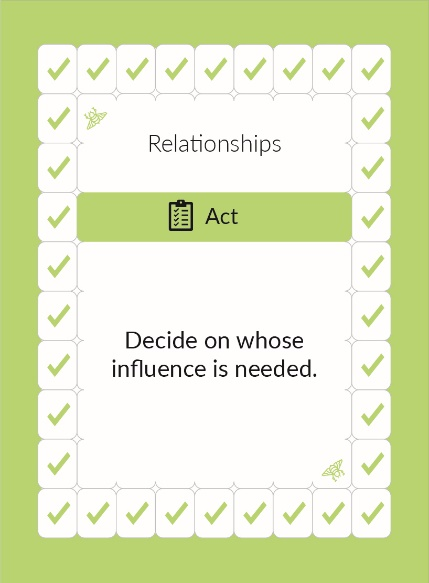 Relationships
Act
Decide on whose
influence is needed.